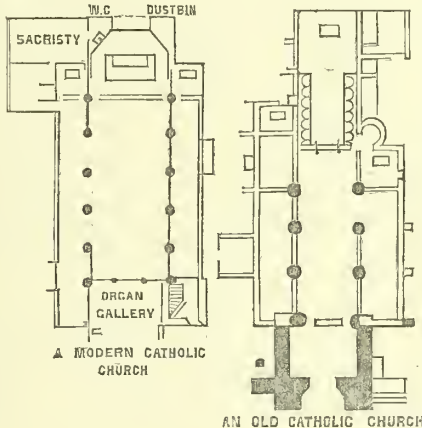 W.C DUSTBIN
SACRISTY
ORGAN
GALLERY
A MODERN CATHOLIC
CHURCH
AN OLD CATHOLIC CHURCH